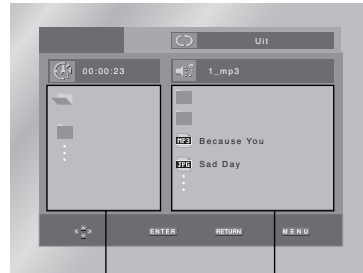 Uit
00:00:23
1_mp3
MP3 Because You
JPG Sad Day
ENTER RETURN MENU